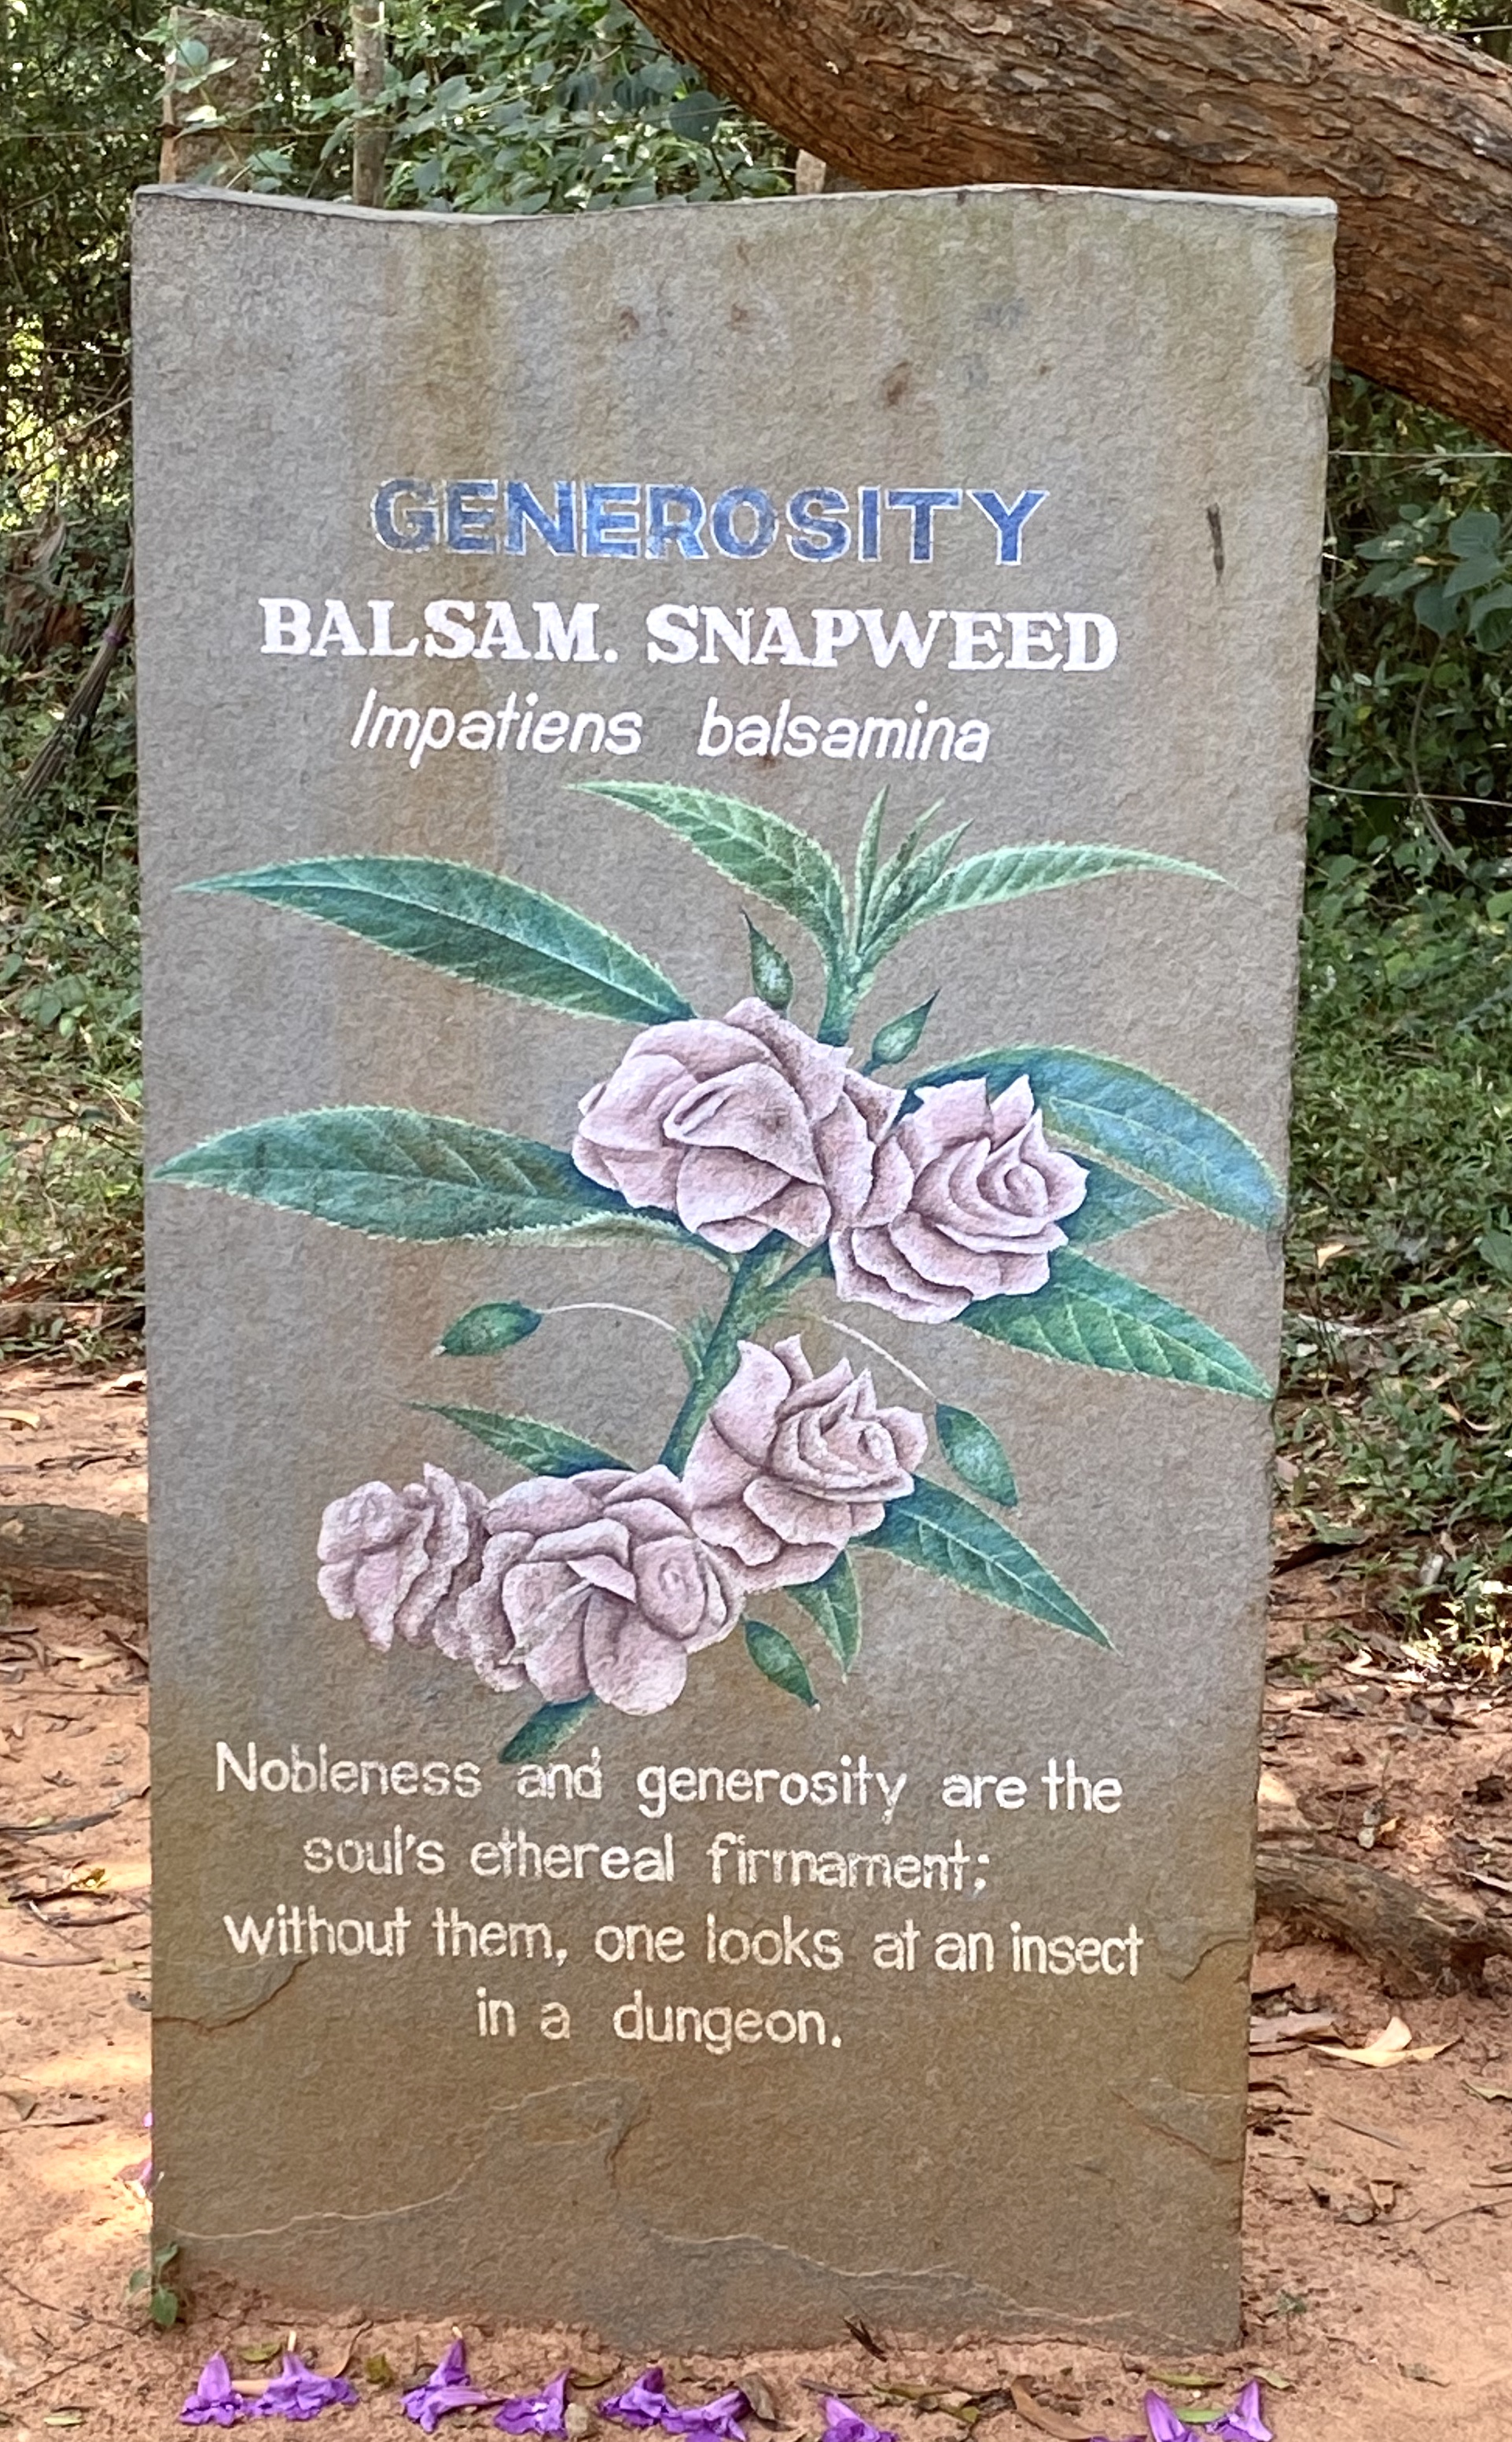 GENEROSITY
BALSAM. SNAPWEED
Impatiens balsamina
Nobleness and generosity are the
soul's ethereal firmament;
without them, one looks at an insect
in a dungeon.